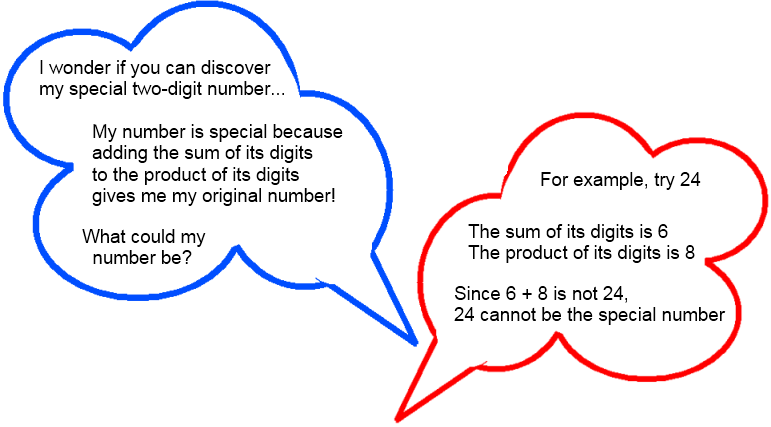 I wonder if you can discover
my special two-digit number...
My number is special because
adding the sum of its digits
to the product of its digits
gives me my original number!
What could my
number be?
For example, try 24
The sum of its digits is 6
The product of its digits is 8
Since 6 + 8 is not 24,
24 cannot be the special number